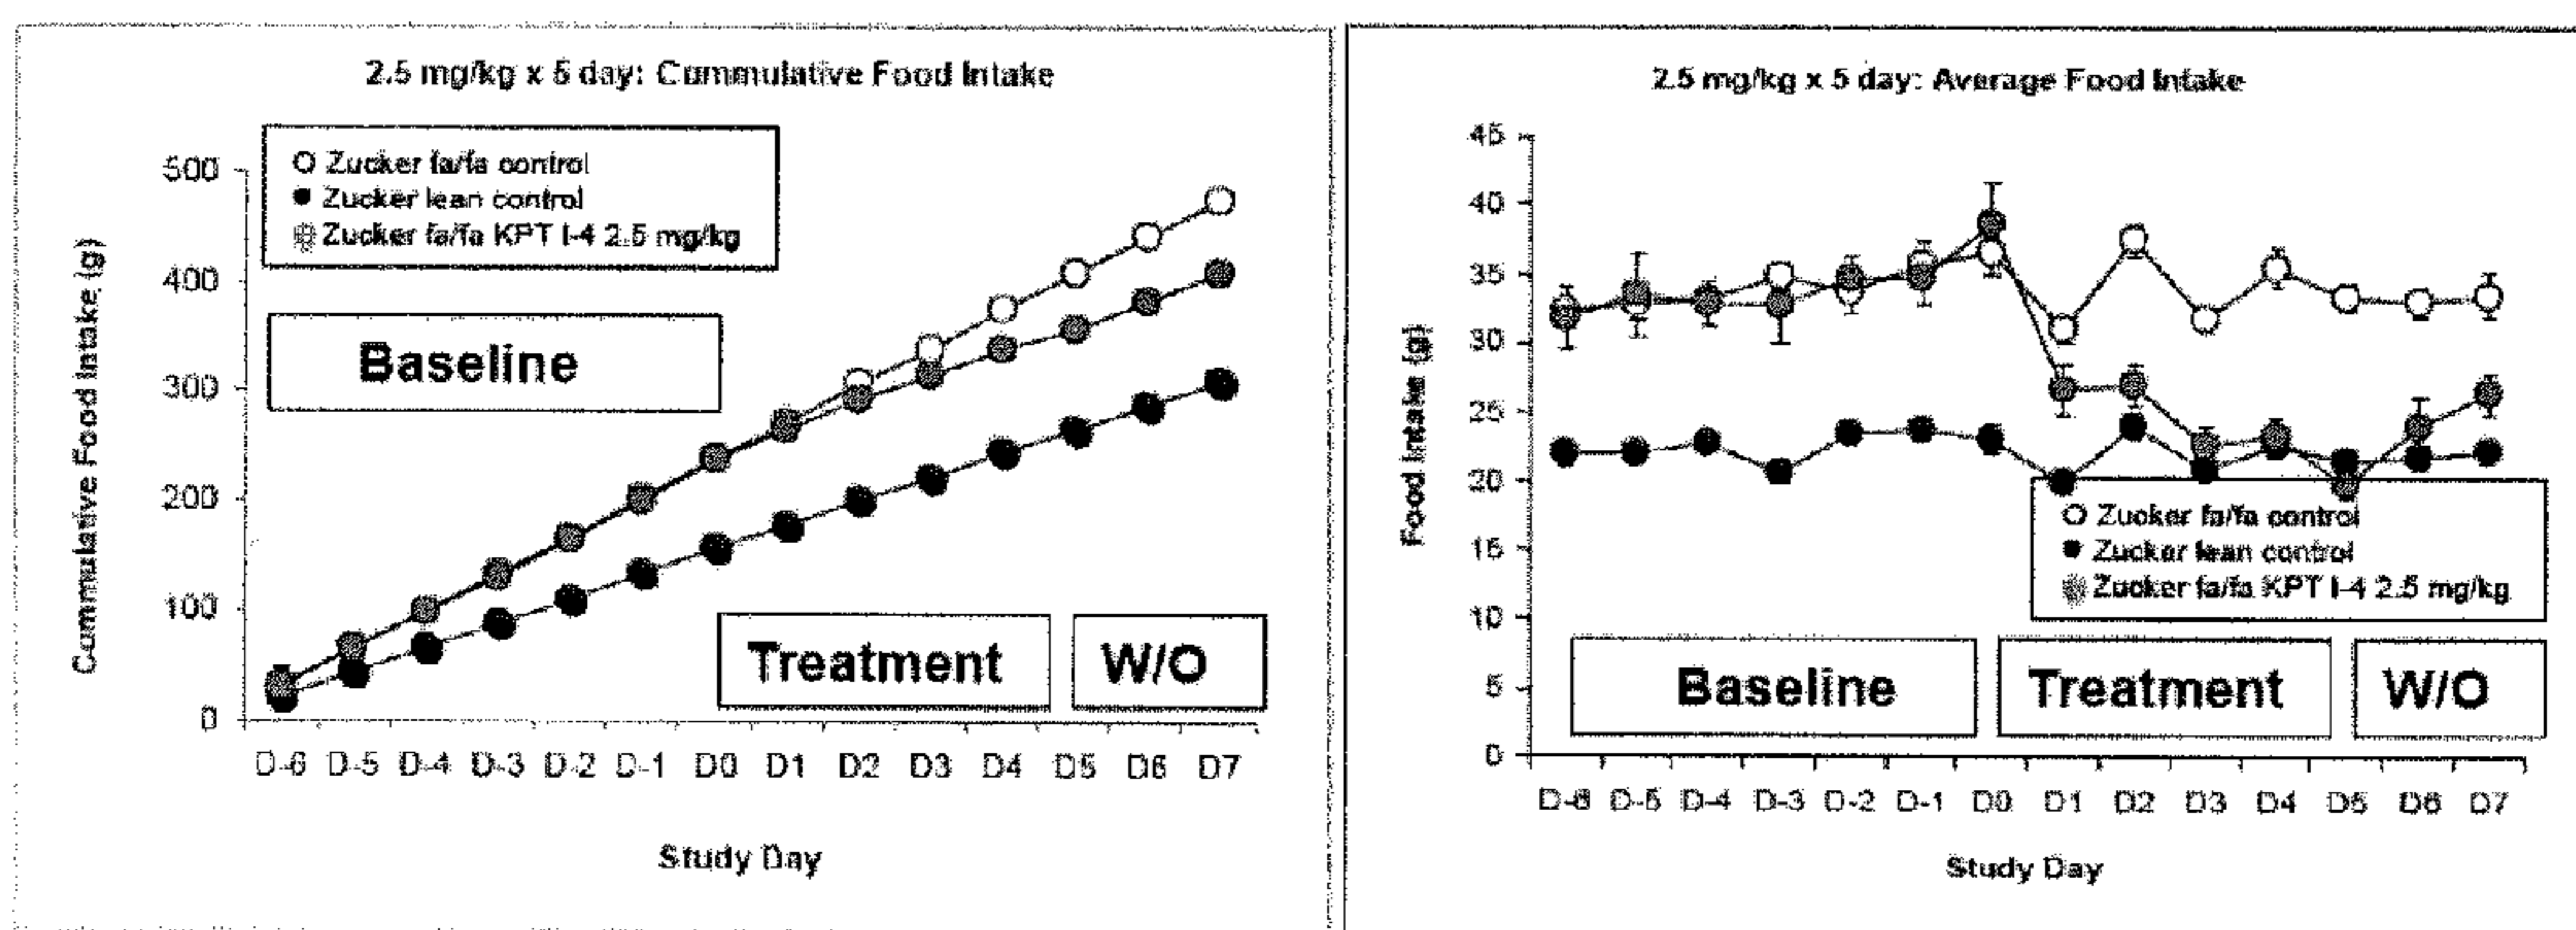 2.5 mg/kg x 5 day: Cummulative Food Intake
Zucker fa/fa control
Zucker lean control
Zucker fa/fa KPT I-4 2.5 mg/kg
Cummulative Food Intake (g)
500
400
300
200
100
0
Baseline
Treatment
W/O
D-6 D-5 D-4 D-3 D-2 D-1 D0 D1 D2 D3 D4 D5 D6 D7
Study Day
2.5 mg/kg x 5 day: Average Food Intake
Food Intake (g)
45
40
35
30
25
20
15
10
5
0
Zucker fa/fa control
Zucker lean control
Zucker fa/fa KPT I-4 2.5 mg/kg
Baseline
Treatment
W/O
D-6 D-5 D-4 D-3 D-2 D-1 D0 D1 D2 D3 D4 D5 D6 D7
Study Day